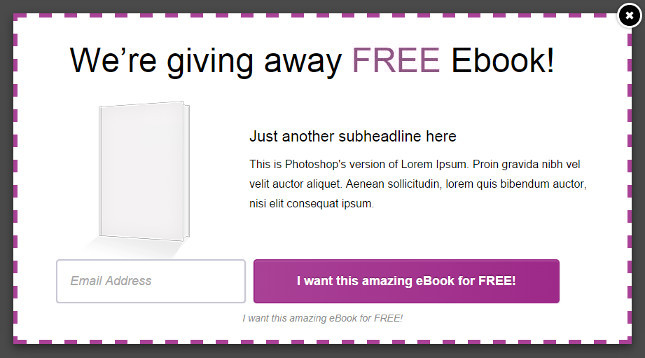 We're giving away FREE Ebook!
Just another subheadline here
This is Photoshop's version of Lorem Ipsum. Proin gravida nibh vel
velit auctor aliquet. Aenean sollicitudin, lorem quis bibendum auctor,
nisi elit consequat ipsum.
Email Address
I want this amazing eBook for FREE!
I want this amazing eBook for FREE!